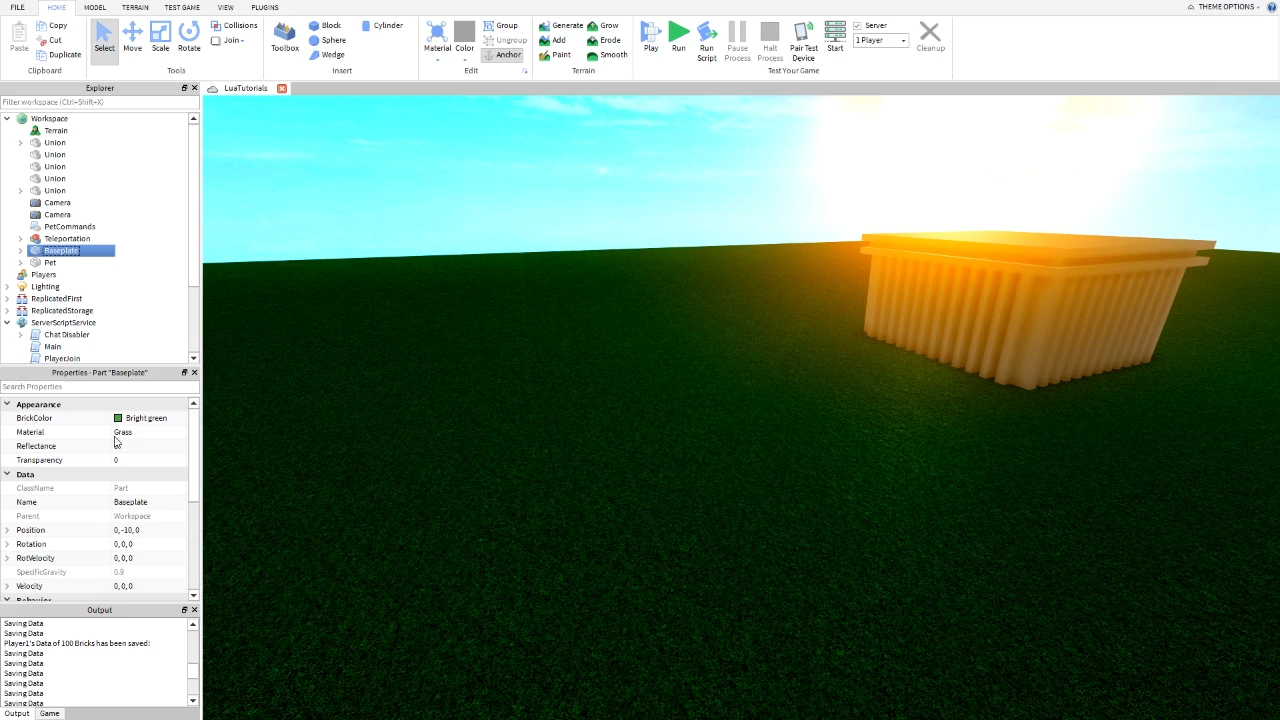 FILE HOME MODEL TERRAIN TEST GAME VIEW PLUGINS THEME OPTIONS
Paste Copy Cut Duplicate Clipboard
Select Move Scale Rotate Collisions Join Tools
Toolbox Block Sphere Wedge Cylinder Insert
Material Color Group Ungroup Anchor Edit
Generate Add Paint Grow Erode Smooth Terrain
Play Run Run Script Pause Process Halt Process Pair Test Device Start Server 1 Player Cleanup Test Your Game
Explorer
LuaTutorials
Filter workspace (Ctrl+Shift+X)
Workspace
Terrain
Union
Union
Union
Union
Union
Camera
Camera
PetCommands
Teleportation
Baseplate
Pet
Players
Lighting
ReplicatedFirst
ReplicatedStorage
ServerScriptService
Chat Disabler
Main
PlayerJoin
Properties - Part "Baseplate"
Search Properties
Appearance
BrickColor Bright green
Material Grass
Reflectance
Transparency 0
Data
ClassName Part
Name Baseplate
Parent Workspace
Position 0, -10, 0
Rotation 0, 0, 0
RotVelocity 0, 0, 0
SpecificGravity 0.9
Velocity 0, 0, 0
Behavior
Output
Saving Data
Saving Data
Player1's Data of 100 Bricks has been saved!
Saving Data
Saving Data
Saving Data
Saving Data
Saving Data
Saving Data
Output Game